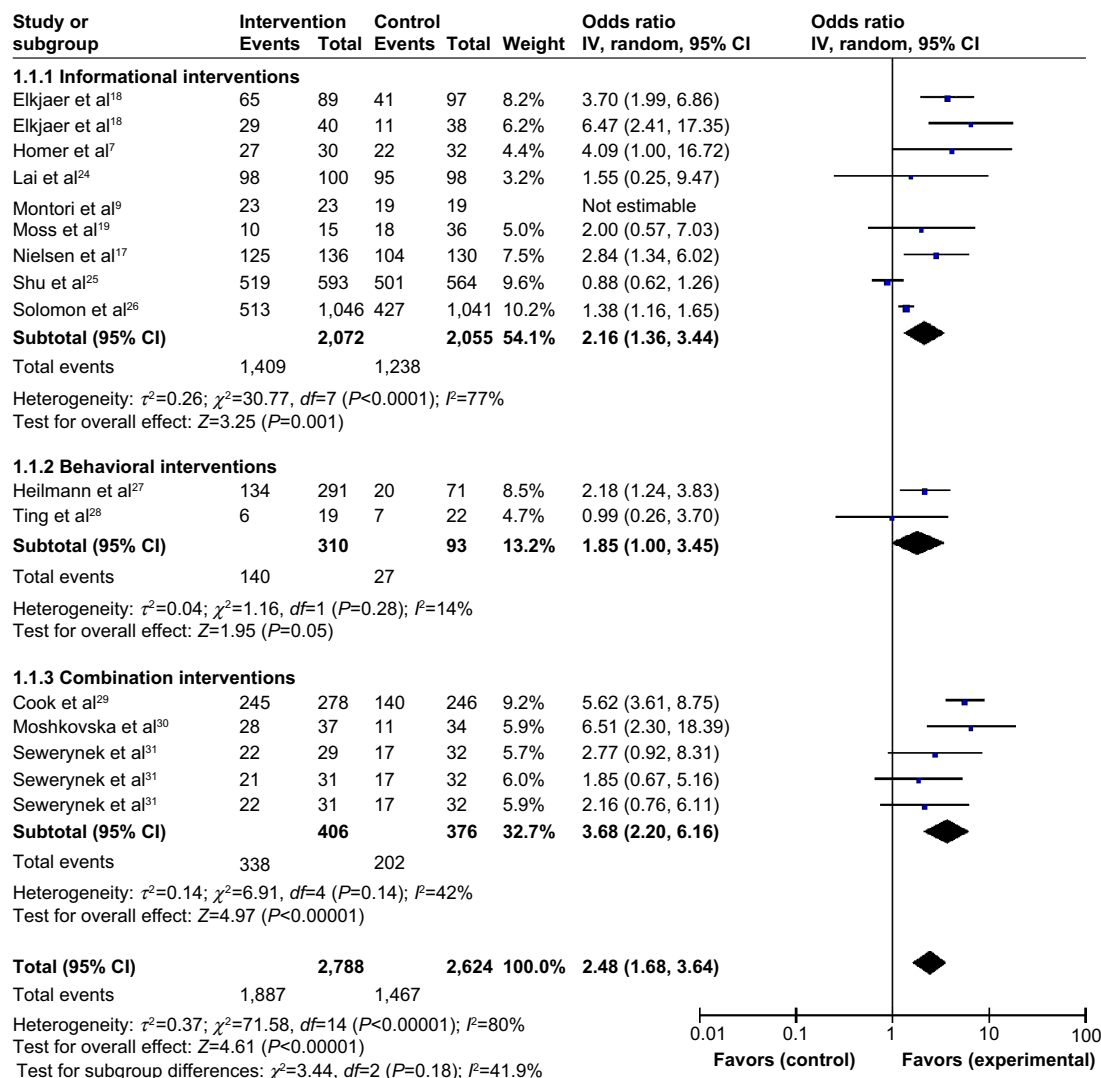 Study or subgroup Intervention Control Odds ratio Odds ratio
Events Total Events Total Weight IV, random, 95% CI IV, random, 95% CI
1.1.1 Informational interventions
Elkjaer et al18 65 89 41 97 8.2% 3.70 (1.99, 6.86)
Elkjaer et al18 29 40 11 38 6.2% 6.47 (2.41, 17.35)
Homer et al7 27 30 22 32 4.4% 4.09 (1.00, 16.72)
Lai et al24 98 100 95 98 3.2% 1.55 (0.25, 9.47)
Montori et al9 23 23 19 19 Not estimable
Moss et al19 10 15 18 36 5.0% 2.00 (0.57, 7.03)
Nielsen et al17 125 136 104 130 7.5% 2.84 (1.34, 6.02)
Shu et al25 519 593 501 564 9.6% 0.88 (0.62, 1.26)
Solomon et al26 513 1,046 427 1,041 10.2% 1.38 (1.16, 1.65)
Subtotal (95% CI) 2,072 2,055 54.1% 2.16 (1.36, 3.44)
Total events 1,409 1,238
Heterogeneity: τ2=0.26; χ2=30.77, df=7 (P<0.0001); I2=77%
Test for overall effect: Z=3.25 (P=0.001)
1.1.2 Behavioral interventions
Heilmann et al27 134 291 20 71 8.5% 2.18 (1.24, 3.83)
Ting et al28 6 19 7 22 4.7% 0.99 (0.26, 3.70)
Subtotal (95% CI) 310 93 13.2% 1.85 (1.00, 3.45)
Total events 140 27
Heterogeneity: τ2=0.04; χ2=1.16, df=1 (P=0.28); I2=14%
Test for overall effect: Z=1.95 (P=0.05)
1.1.3 Combination interventions
Cook et al29 245 278 140 246 9.2% 5.62 (3.61, 8.75)
Moshkovska et al30 28 37 11 34 5.9% 6.51 (2.30, 18.39)
Sewerynek et al31 22 29 17 32 5.7% 2.77 (0.92, 8.31)
Sewerynek et al31 21 31 17 32 6.0% 1.85 (0.67, 5.16)
Sewerynek et al31 22 31 17 32 5.9% 2.16 (0.76, 6.11)
Subtotal (95% CI) 406 376 32.7% 3.68 (2.20, 6.16)
Total events 338 202
Heterogeneity: τ2=0.14; χ2=6.91, df=4 (P=0.14); I2=42%
Test for overall effect: Z=4.97 (P<0.00001)
Total (95% CI) 2,788 2,624 100.0% 2.48 (1.68, 3.64)
Total events 1,887 1,467
Heterogeneity: τ2=0.37; χ2=71.58, df=14 (P<0.00001); I2=80%
Test for overall effect: Z=4.61 (P<0.00001)
Test for subgroup differences: χ2=3.44, df=2 (P=0.18); I2=41.9%
0.01 0.1 1 10 100
Favors (control) Favors (experimental)